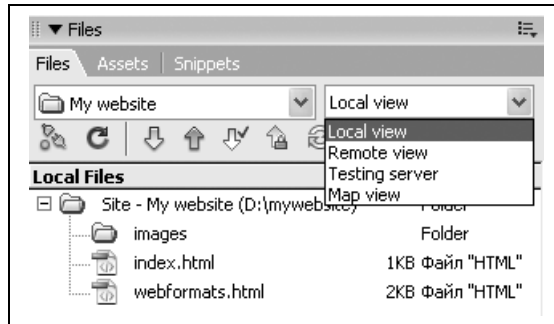 Files
Files Assets Snippets
My website Local view
Local view
Remote view
Testing server
Map view
Local Files
Site - My website (D:\mywebsite) Folder
images Folder
index.html 1KB Файл "HTML"
webformats.html 2KB Файл "HTML"